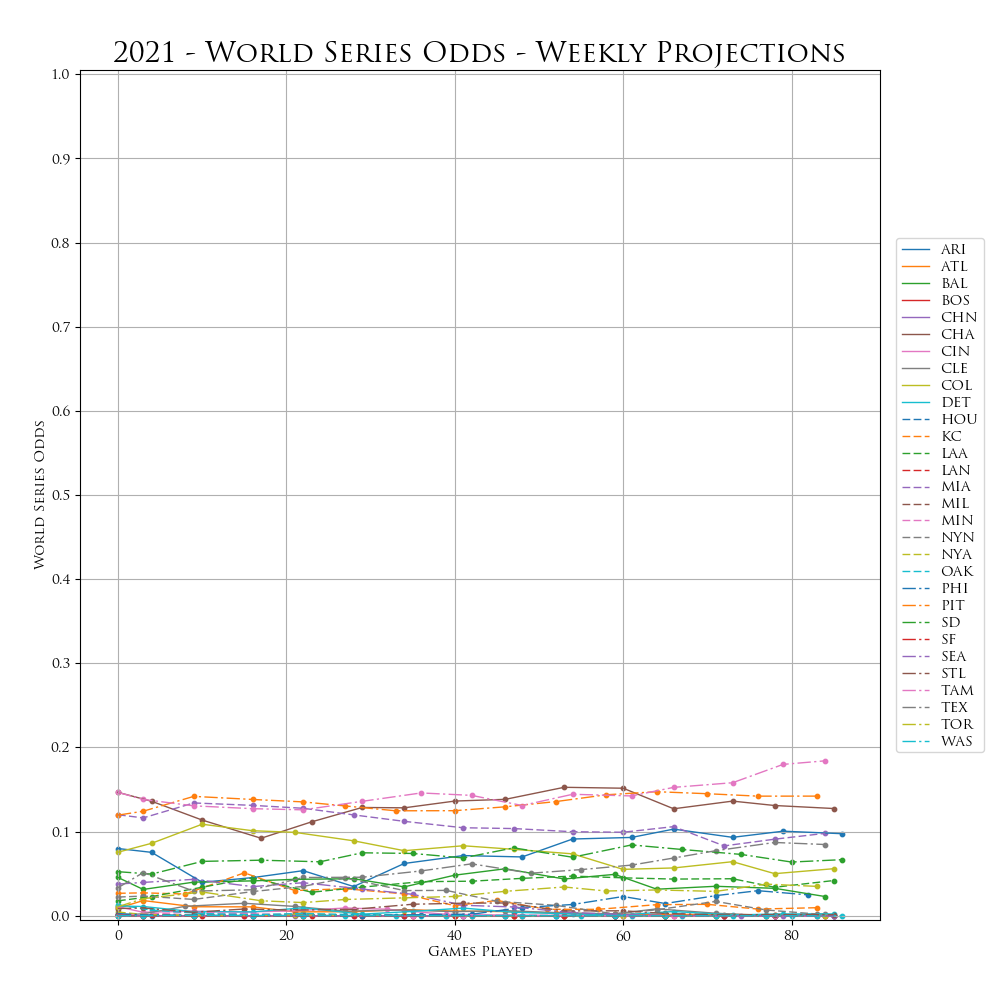 2021 - World Series Odds - Weekly Projections
1.0
0.9
0.8
0.7
0.6
0.5
0.4
0.3
0.2
0.1
0.0
World Series Odds
0 20 40 60 80
Games Played
ARI
ATL
BAL
BOS
CHN
CHA
CIN
CLE
COL
DET
HOU
KC
LAA
LAN
MIA
MIL
MIN
NYN
NYA
OAK
PHI
PIT
SD
SF
SEA
STL
TAM
TEX
TOR
WAS